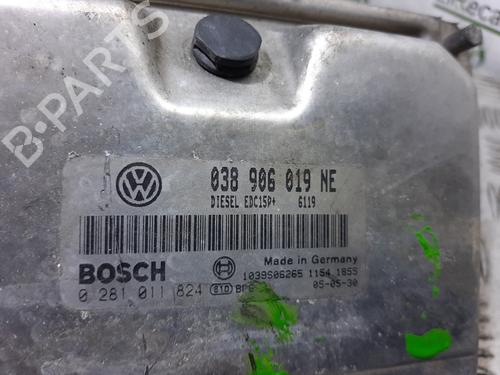 038 906 019 NE
DIESEL EDC15P+ 6119
BOSCH
Made in Germany
1039S06265 1154 1855
0 281 011 824
05-05-30
B-PARTS